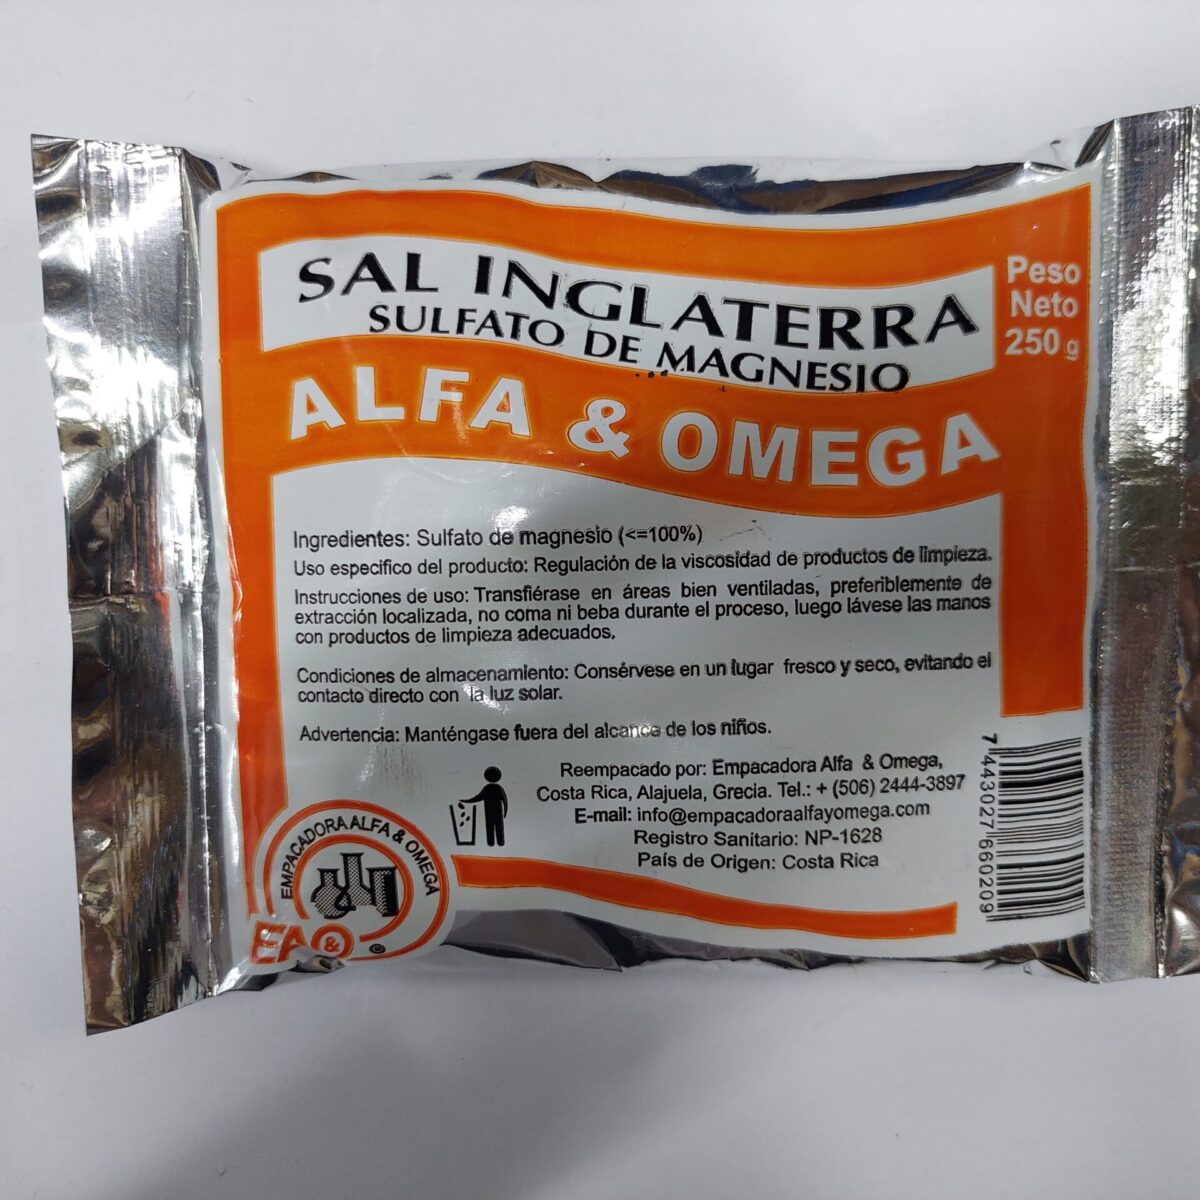 SAL INGLATERRA
SULFATO DE MAGNESIO
Peso
Neto
250 g
ALFA & OMEGA
Ingredientes: Sulfato de magnesio (<=100%)
Uso especifico del producto: Regulación de la viscosidad de productos de limpieza.
Instrucciones de uso: Transfiérase en áreas bien ventiladas, preferiblemente de
extracción localizada, no coma ni beba durante el proceso, luego lávese las manos
con productos de limpieza adecuados.
Condiciones de almacenamiento: Consérvese en un lugar fresco y seco, evitando el
contacto directo con la luz solar.
Advertencia: Manténgase fuera del alcance de los niños.
Reempacado por: Empacadora Alfa & Omega,
Costa Rica, Alajuela, Grecia. Tel.: + (506) 2444-3897
E-mail: info@empacadoraalfayomega.com
Registro Sanitario: NP-1628
País de Origen: Costa Rica
EMPACADORA ALFA & OMEGA
EA&O
©
7 443027 660209